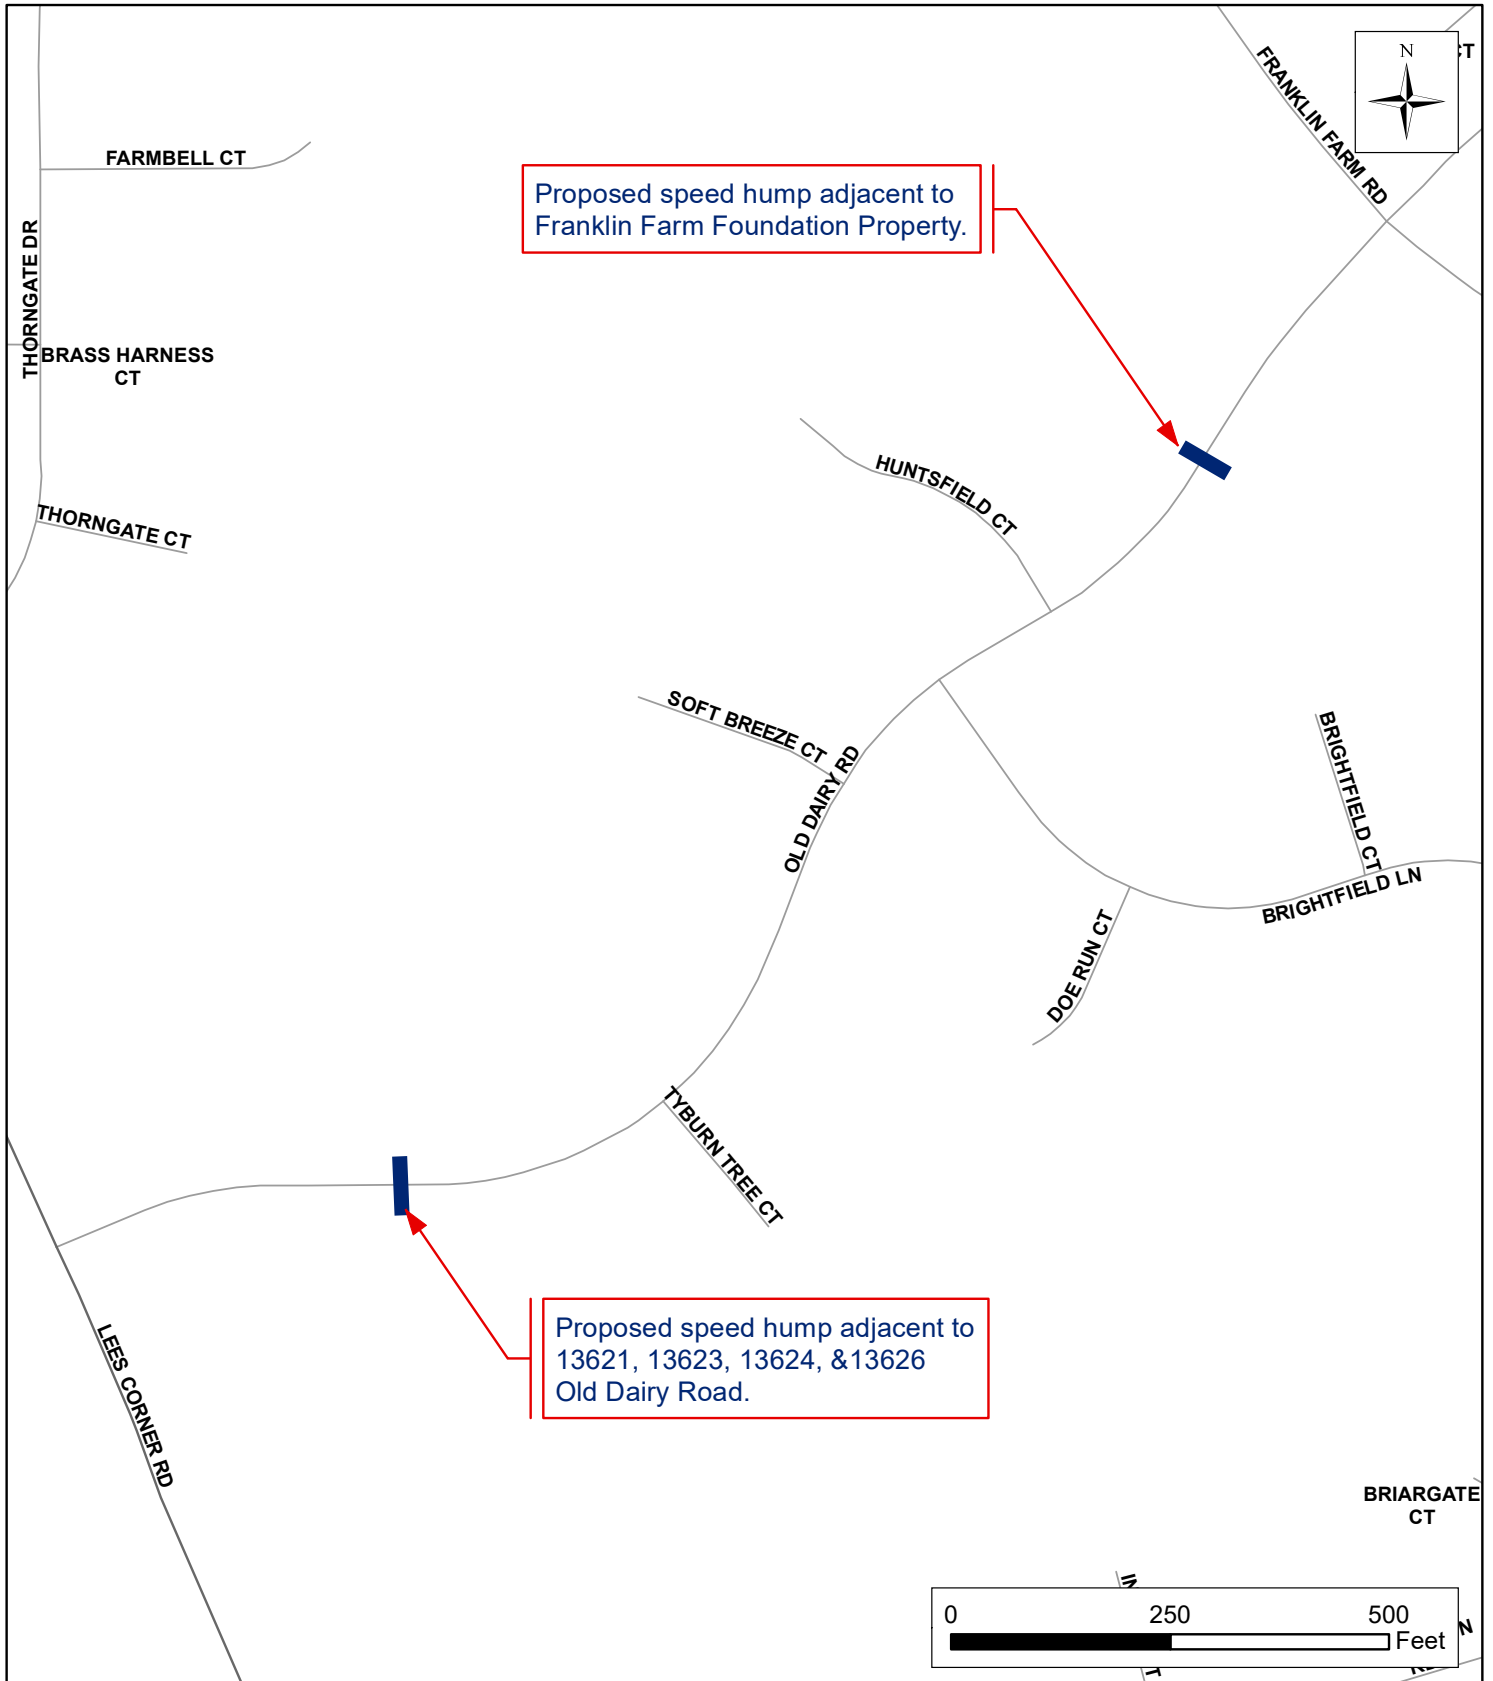 N
CT
FRANKLIN FARM RD
FARMBELL CT
Proposed speed hump adjacent to
Franklin Farm Foundation Property.
THORNGATE DR
BRASS HARNESS
CT
HUNTSFIELD CT
THORNGATE CT
SOFT BREEZE CT
OLD DAIRY RD
BRIGHTFIELD CT
BRIGHTFIELD LN
DOE RUN CT
TYBURN TREE CT
Proposed speed hump adjacent to
13621, 13623, 13624, &13626
Old Dairy Road.
LEES CORNER RD
BRIARGATE
CT
0 250 500
Feet